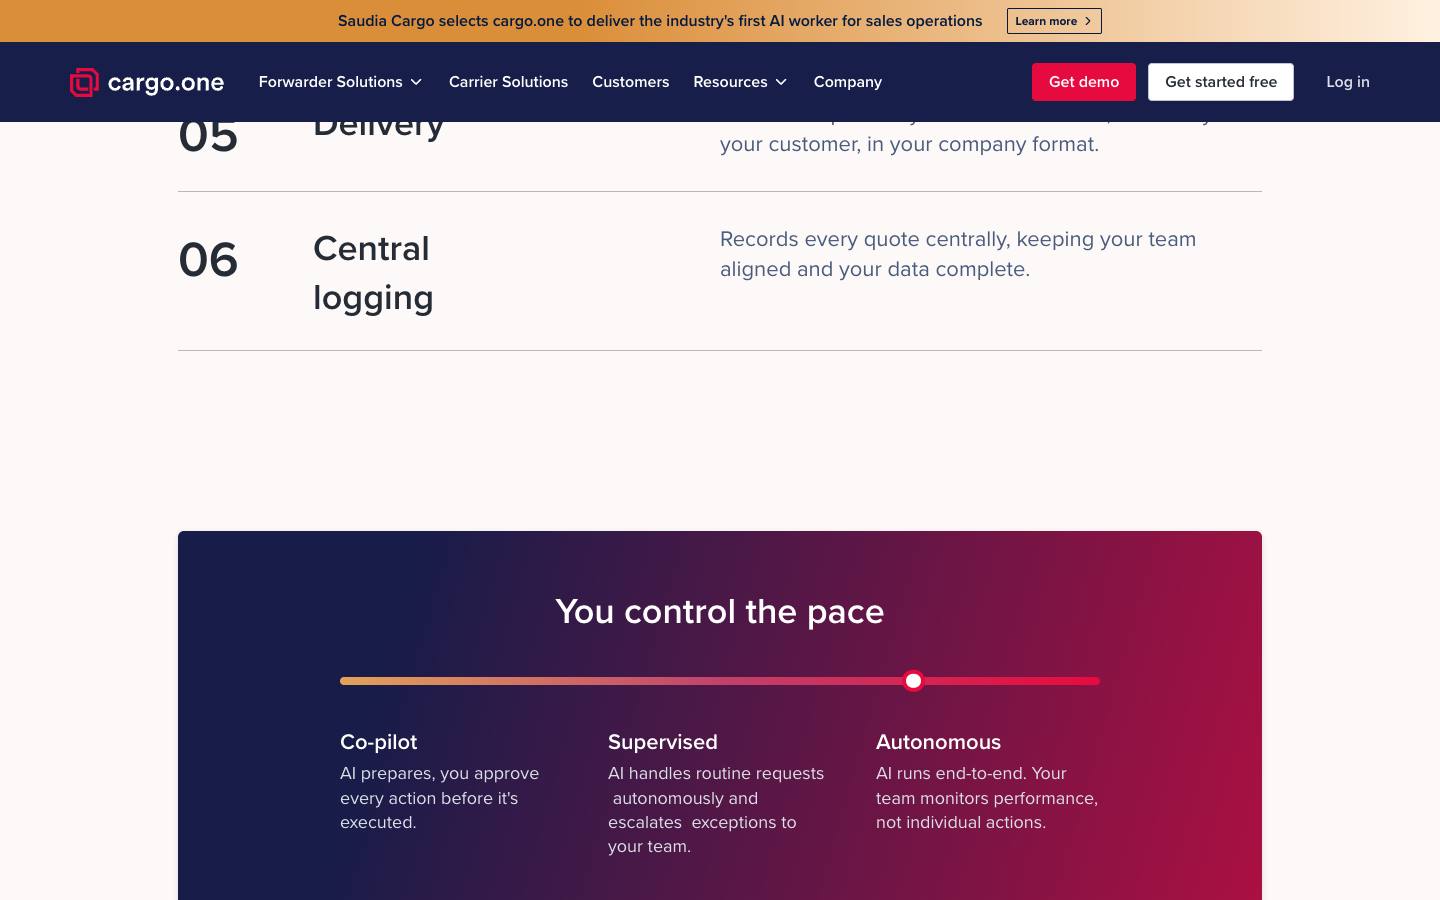 Saudia Cargo selects cargo.one to deliver the industry's first AI worker for sales operations
Learn more
cargo.one
Forwarder Solutions
Carrier Solutions
Customers
Resources
Company
Get demo
Get started free
Log in
05
Delivery
your customer, in your company format.
06
Central
logging
Records every quote centrally, keeping your team
aligned and your data complete.
You control the pace
Co-pilot
AI prepares, you approve
every action before it's
executed.
Supervised
AI handles routine requests
autonomously and
escalates exceptions to
your team.
Autonomous
AI runs end-to-end. Your
team monitors performance,
not individual actions.